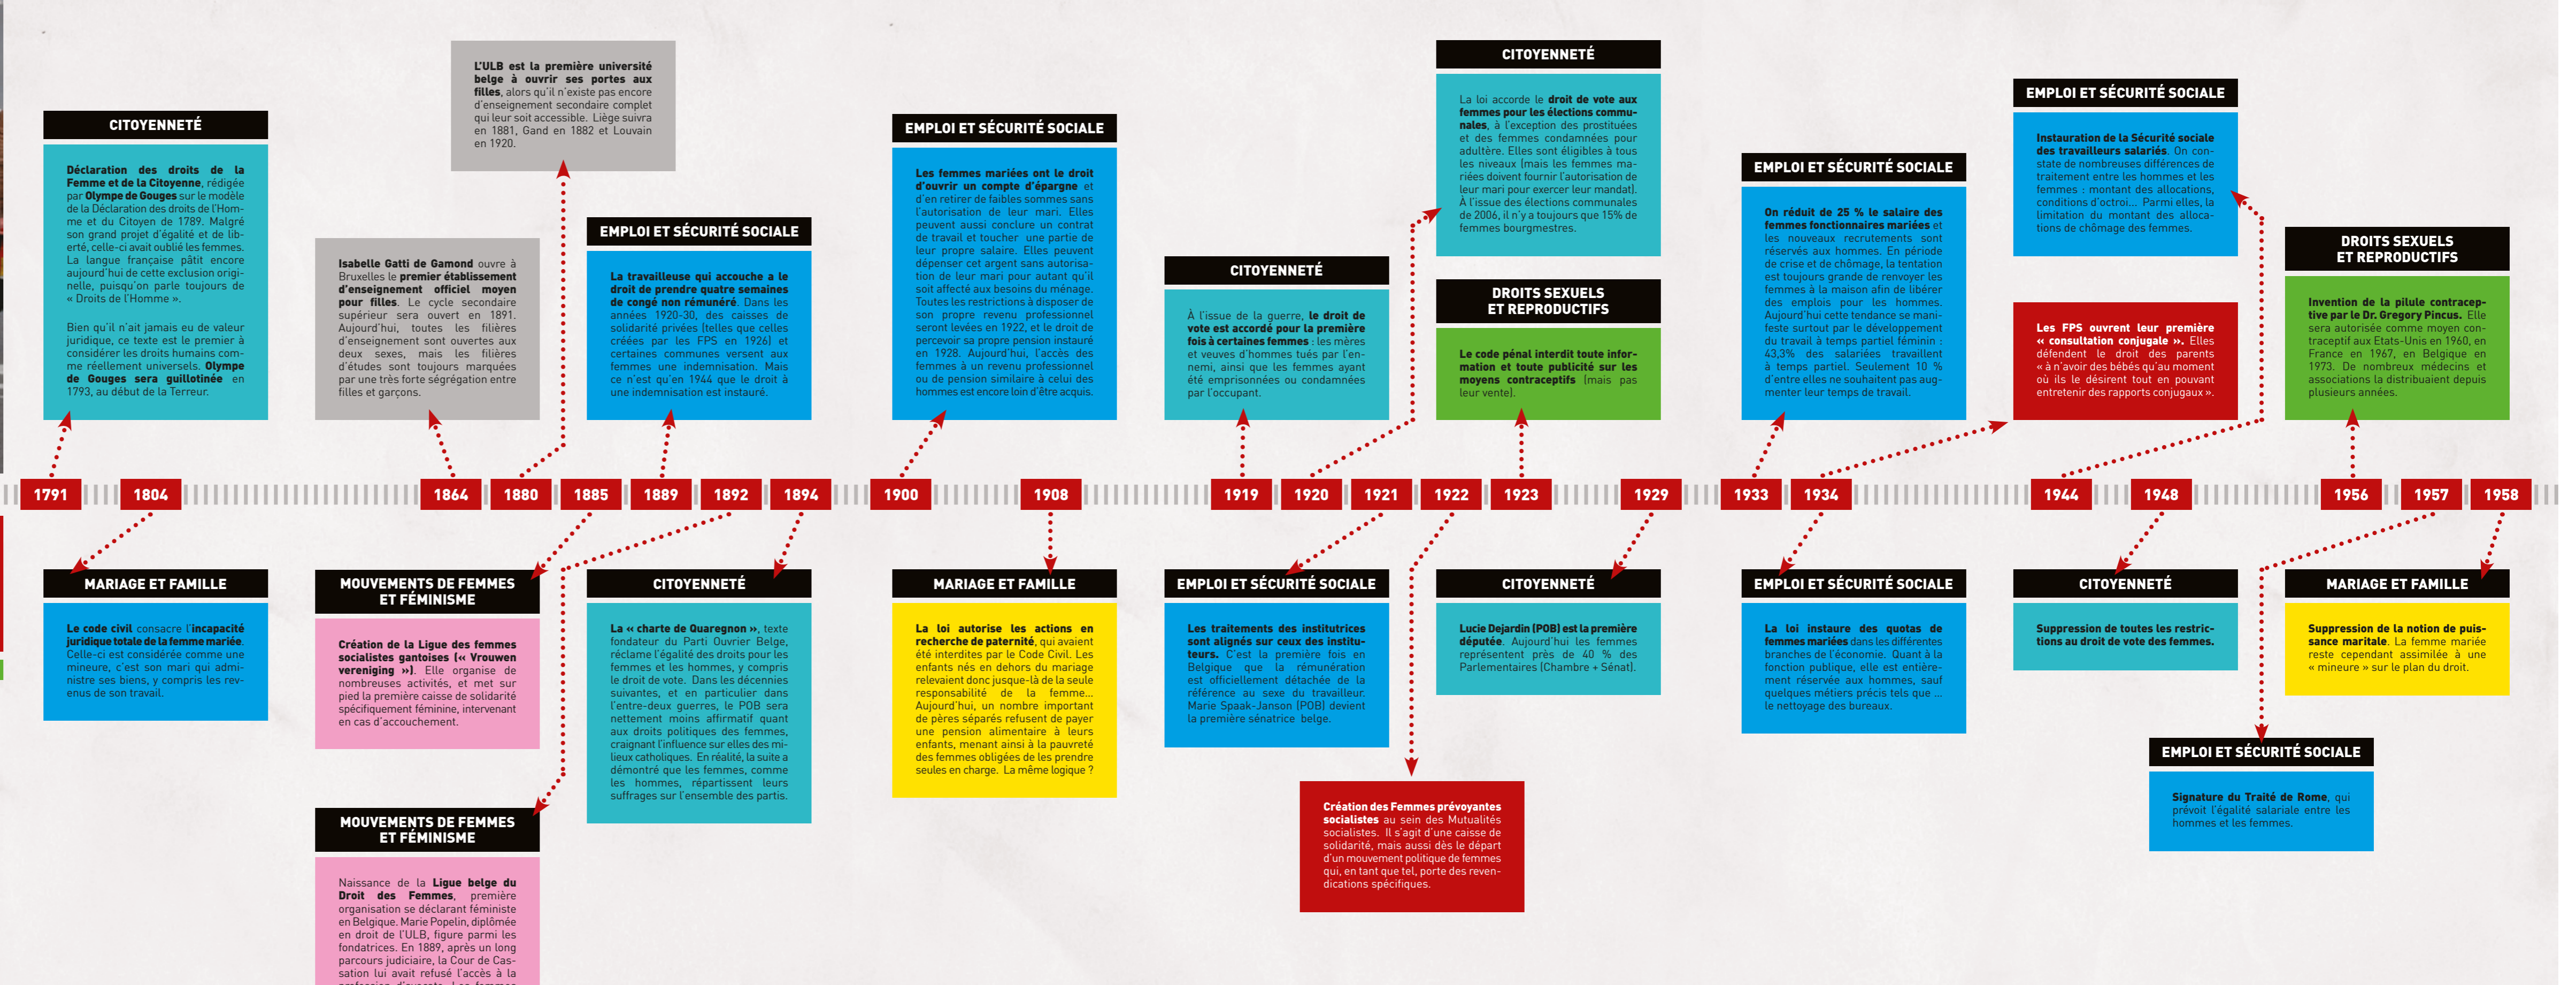 CITOYENNETÉ
Déclaration des droits de la
Femme et de la Citoyenne, rédigée
par Olympe de Gouges sur le modèle
de la Déclaration des droits de l'Hom-
me et du Citoyen de 1789. Malgré
son grand projet d'égalité et de lib-
erté, celle-ci avait oublié les femmes.
La langue française pâtit encore
aujourd'hui de cette exclusion origi-
nelle, puisqu'on parle toujours de
« Droits de l'Homme ».
Bien qu'il n'ait jamais eu de valeur
juridique, ce texte est le premier à
considérer les droits humains com-
me réellement universels. Olympe
de Gouges sera guillotinée en
1793, au début de la Terreur.
Isabelle Gatti de Gamond ouvre à
Bruxelles le premier établissement
d'enseignement officiel moyen
pour filles. Le cycle secondaire
supérieur sera ouvert en 1891.
Aujourd'hui, toutes les filières
d'enseignement sont ouvertes aux
deux sexes, mais les filières
d'études sont toujours marquées
par une très forte ségrégation entre
filles et garçons.
L'ULB est la première université
belge à ouvrir ses portes aux
filles, alors qu'il n'existe pas encore
d'enseignement secondaire complet
qui leur soit accessible. Liège suivra
en 1881, Gand en 1882 et Louvain
en 1920.
EMPLOI ET SÉCURITÉ SOCIALE
La travailleuse qui accouche a le
droit de prendre quatre semaines
de congé non rémunéré. Dans les
années 1920-30, des caisses de
solidarité privées (telles que celles
créées par les FPS en 1926) et
certaines communes versent aux
femmes une indemnisation. Mais
ce n'est qu'en 1944 que le droit à
une indemnisation est instauré.
EMPLOI ET SÉCURITÉ SOCIALE
Les femmes mariées ont le droit
d'ouvrir un compte d'épargne et
d'en retirer de faibles sommes sans
l'autorisation de leur mari. Elles
peuvent aussi conclure un contrat
de travail et toucher une partie de
leur propre salaire. Elles peuvent
dépenser cet argent sans autorisa-
tion de leur mari pour autant qu'il
soit affecté aux besoins du ménage.
Toutes les restrictions à disposer de
son propre revenu professionnel
seront levées en 1922, et le droit de
percevoir sa propre pension instauré
en 1928. Aujourd'hui, l'accès des
femmes à un revenu professionnel
ou de pension similaire à celui des
hommes est encore loin d'être acquis.
CITOYENNETÉ
À l'issue de la guerre, le droit de
vote est accordé pour la première
fois à certaines femmes : les mères
et veuves d'hommes tués par l'en-
nemi, ainsi que les femmes ayant
été emprisonnées ou condamnées
par l'occupant.
CITOYENNETÉ
La loi accorde le droit de vote aux
femmes pour les élections commu-
nales, à l'exception des prostituées
et des femmes condamnées pour
adultère. Elles sont éligibles à tous
les niveaux (mais les femmes ma-
riées doivent fournir l'autorisation de
leur mari pour exercer leur mandat).
À l'issue des élections communales
de 2006, il n'y a toujours que 15% de
femmes bourgmestres.
DROITS SEXUELS
ET REPRODUCTIFS
Le code pénal interdit toute infor-
mation et toute publicité sur les
moyens contraceptifs (mais pas
leur vente).
EMPLOI ET SÉCURITÉ SOCIALE
On réduit de 25 % le salaire des
femmes fonctionnaires mariées et
les nouveaux recrutements sont
réservés aux hommes. En période
de crise et de chômage, la tentation
est toujours grande de renvoyer les
femmes à la maison afin de libérer
des emplois pour les hommes.
Aujourd'hui cette tendance se mani-
feste surtout par le développement
du travail à temps partiel féminin :
43,3% des salariées travaillent
à temps partiel. Seulement 10 %
d'entre elles ne souhaitent pas aug-
menter leur temps de travail.
EMPLOI ET SÉCURITÉ SOCIALE
Instauration de la Sécurité sociale
des travailleurs salariés. On con-
state de nombreuses différences de
traitement entre les hommes et les
femmes : montant des allocations,
conditions d'octroi... Parmi elles, la
limitation du montant des alloca-
tions de chômage des femmes.
Les FPS ouvrent leur première
« consultation conjugale ». Elles
défendent le droit des parents
« à n'avoir des bébés qu'au moment
où ils le désirent tout en pouvant
entretenir des rapports conjugaux ».
DROITS SEXUELS
ET REPRODUCTIFS
Invention de la pilule contracep-
tive par le Dr. Gregory Pincus. Elle
sera autorisée comme moyen con-
traceptif aux Etats-Unis en 1960, en
France en 1967, en Belgique en
1973. De nombreux médecins et
associations la distribuaient depuis
plusieurs années.
1791 1804 1864 1880 1885 1889 1892 1894 1900 1908 1919 1920 1921 1922 1923 1929 1933 1934 1944 1948 1956 1957 1958
MARIAGE ET FAMILLE
Le code civil consacre l'incapacité
juridique totale de la femme mariée.
Celle-ci est considérée comme une
mineure, c'est son mari qui admi-
nistre ses biens, y compris les rev-
enus de son travail.
MOUVEMENTS DE FEMMES
ET FÉMINISME
Création de la Ligue des femmes
socialistes gantoises (« Vrouwen
vereniging »). Elle organise de
nombreuses activités, et met sur
pied la première caisse de solidarité
spécifiquement féminine, intervenant
en cas d'accouchement.
MOUVEMENTS DE FEMMES
ET FÉMINISME
Naissance de la Ligue belge du
Droit des Femmes, première
organisation se déclarant féministe
en Belgique. Marie Popelin, diplômée
en droit de l'ULB, figure parmi les
fondatrices. En 1889, après un long
parcours judiciaire, la Cour de Cas-
sation lui avait refusé l'accès à la
CITOYENNETÉ
La « charte de Quaregnon », texte
fondateur du Parti Ouvrier Belge,
réclame l'égalité des droits pour les
femmes et les hommes, y compris
le droit de vote. Dans les décennies
suivantes, et en particulier dans
l'entre-deux guerres, le POB sera
nettement moins affirmatif quant
aux droits politiques des femmes,
craignant l'influence sur elles des mi-
lieux catholiques. En réalité, la suite a
démontré que les femmes, comme
les hommes, répartissent leurs
suffrages sur l'ensemble des partis.
MARIAGE ET FAMILLE
La loi autorise les actions en
recherche de paternité, qui avaient
été interdites par le Code Civil. Les
enfants nés en dehors du mariage
relevaient donc jusque-là de la seule
responsabilité de la femme...
Aujourd'hui, un nombre important
de pères séparés refusent de payer
une pension alimentaire à leurs
enfants, menant ainsi à la pauvreté
des femmes obligées de les prendre
seules en charge. La même logique ?
EMPLOI ET SÉCURITÉ SOCIALE
Les traitements des institutrices
sont alignés sur ceux des institu-
teurs. C'est la première fois en
Belgique que la rémunération
est officiellement détachée de la
référence au sexe du travailleur.
Marie Spaak-Janson (POB) devient
la première sénatrice belge.
Création des Femmes prévoyantes
socialistes au sein des Mutualités
socialistes. Il s'agit d'une caisse de
solidarité, mais aussi dès le départ
d'un mouvement politique de femmes
qui, en tant que tel, porte des reven-
dications spécifiques.
CITOYENNETÉ
Lucie Dejardin (POB) est la première
députée. Aujourd'hui les femmes
représentent près de 40 % des
Parlementaires (Chambre + Sénat).
EMPLOI ET SÉCURITÉ SOCIALE
La loi instaure des quotas de
femmes mariées dans les différentes
branches de l'économie. Quant à la
fonction publique, elle est entière-
ment réservée aux hommes, sauf
quelques métiers précis tels que ...
le nettoyage des bureaux.
CITOYENNETÉ
Suppression de toutes les restric-
tions au droit de vote des femmes.
EMPLOI ET SÉCURITÉ SOCIALE
Signature du Traité de Rome, qui
prévoit l'égalité salariale entre les
hommes et les femmes.
MARIAGE ET FAMILLE
Suppression de la notion de puis-
sance maritale. La femme mariée
reste cependant assimilée à une
« mineure » sur le plan du droit.